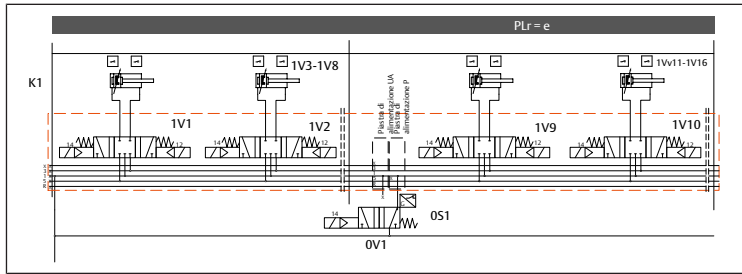 PLr = e
K1
1V3-1V8
1Vv11-1V16
1V1
1V2
1V9
1V10
14
12
14
12
14
12
14
12
Piastra di
alimentazione UA
Piastra di
alimentazione P
14
0S1
0V1